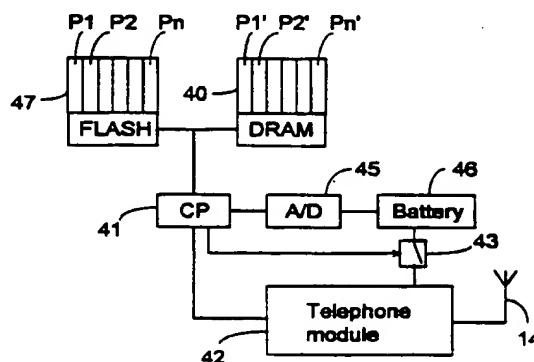 P1 P2 Pn P1' P2' Pn'
47 40
FLASH DRAM
45 46
CP A/D Battery
41 43
Telephone
module
42 14